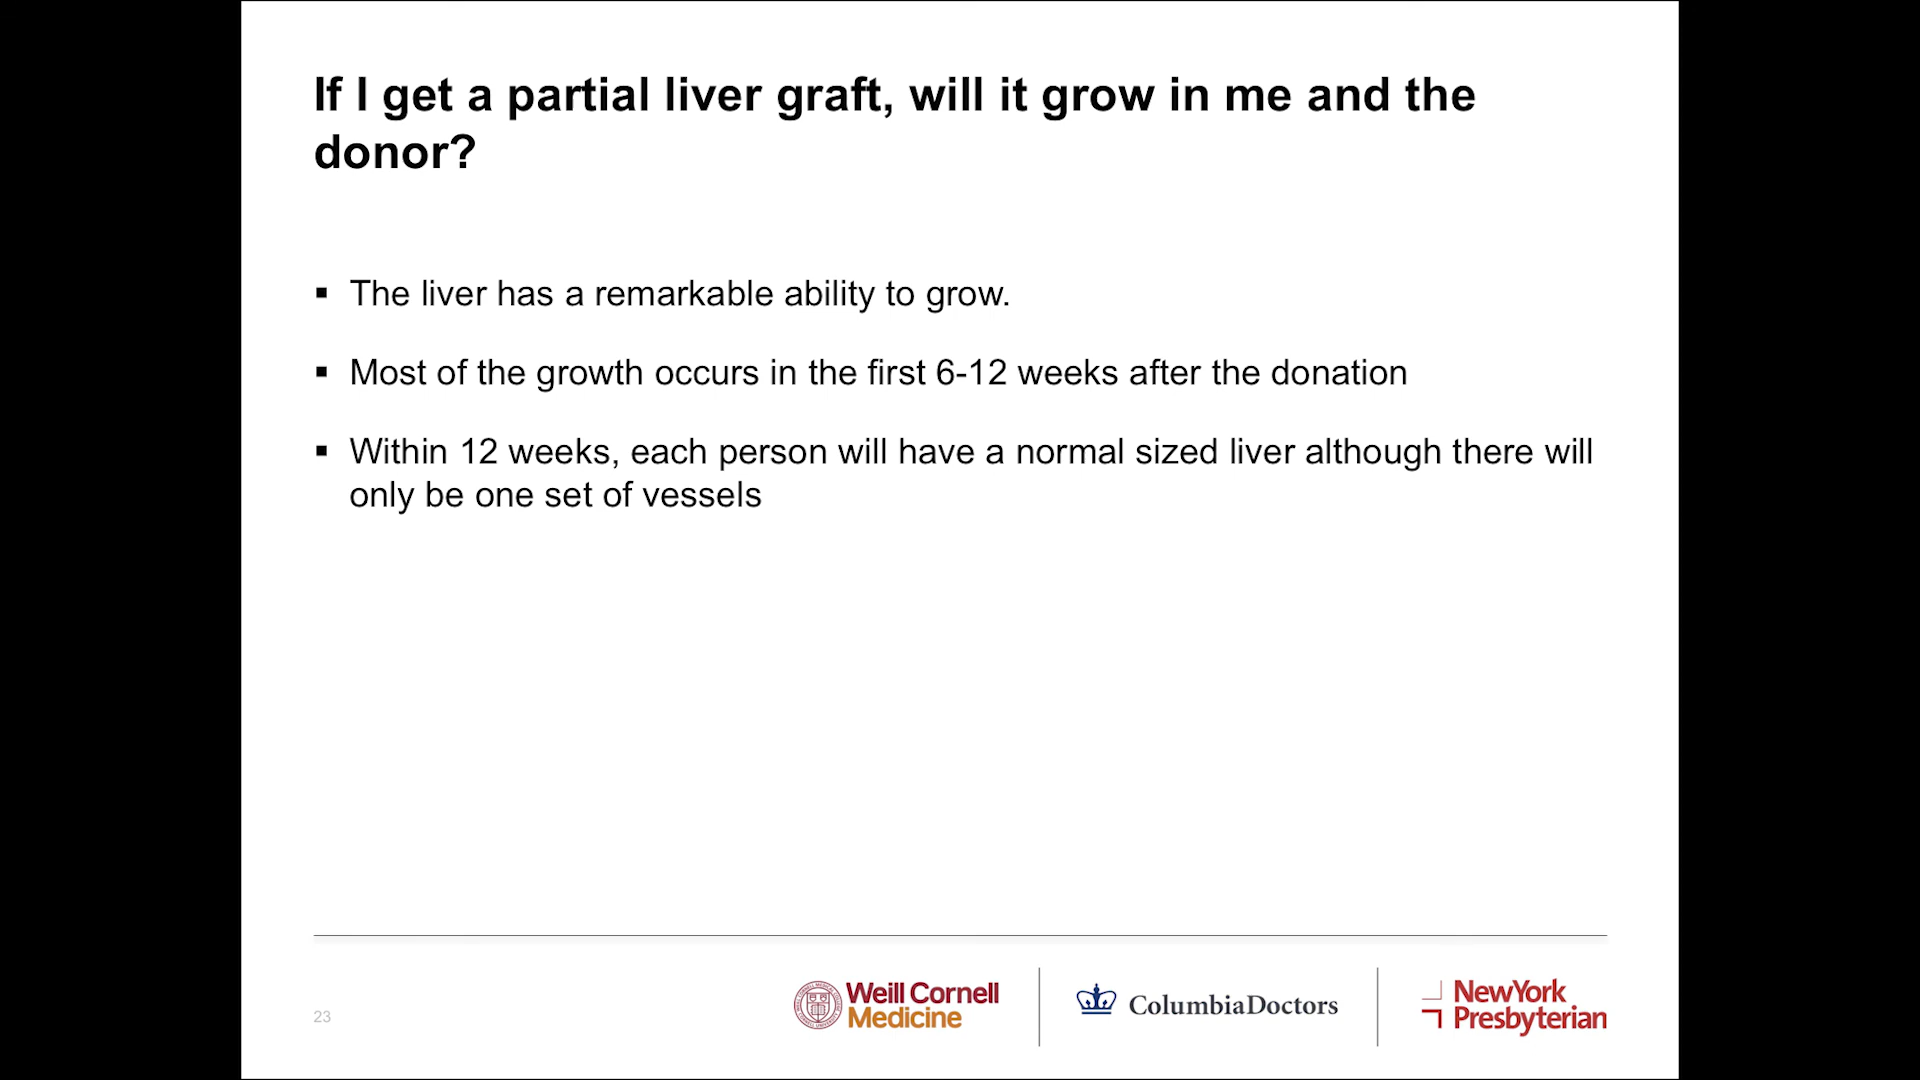 If I get a partial liver graft, will it grow in me and the
donor?
▪ The liver has a remarkable ability to grow.
▪ Most of the growth occurs in the first 6-12 weeks after the donation
▪ Within 12 weeks, each person will have a normal sized liver although there will
only be one set of vessels
23
Weill Cornell
Medicine
ColumbiaDoctors
NewYork
Presbyterian